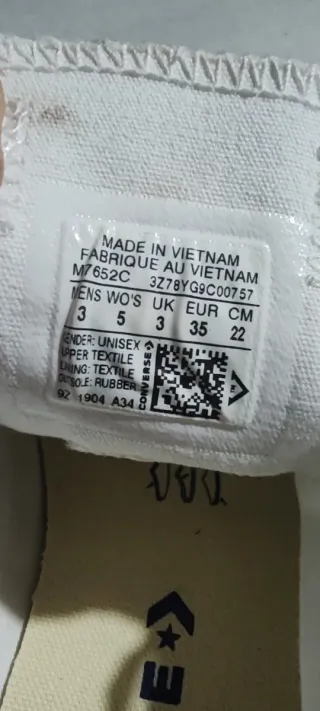 MADE IN VIETNAM
FABRIQUE AU VIETNAM
M7652C 3Z78YG9C00757
MENS WO'S UK EUR CM
3 5 3 35 22
GENDER: UNISEX
UPPER TEXTILE
LINING: TEXTILE
OUTSOLE: RUBBER
92 1904 A34
CONVERSE
E